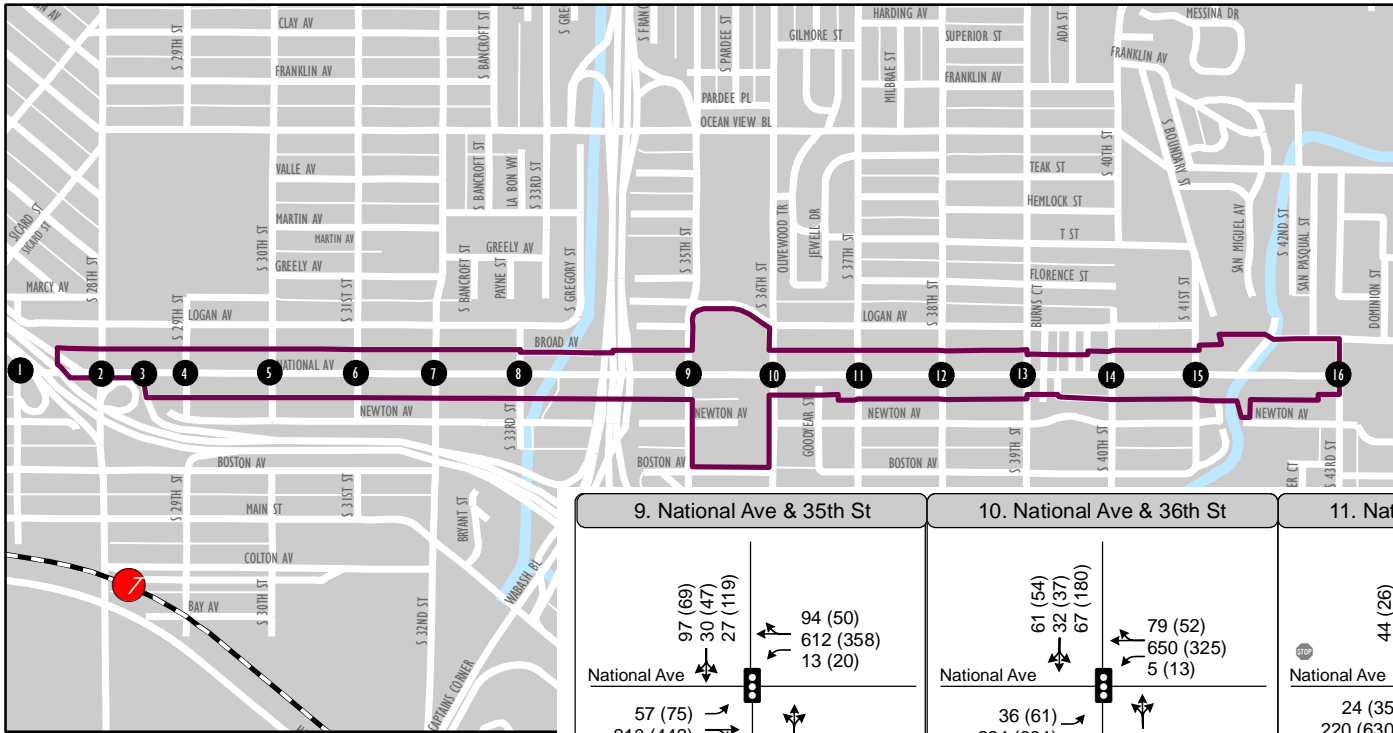 CLAY AV
S 29TH ST
FRANKLIN AV
S BANCROFT ST
S PARDEE ST
PARDEE PL
OCEAN VIEW BL
GILMORE ST
HARDING AV
MILBRAE ST
SUPERIOR ST
FRANKLIN AV
ADA ST
MESSINA DR
FRANKLIN AV
S BOUNDARY ST
S 40TH ST
TEAK ST
HEMLOCK ST
T ST
FLORENCE ST
VALLE AV
MARTIN AV
MARTIN AV
GREELY AV
S BANCROFT ST
LA BON WY
S 33RD ST
GREELY AV
S BANCROFT ST
PAYNE ST
S GREGORY ST
SICARD ST
SICARD ST
MARCY AV
S 28TH ST
S 29TH ST
S 30TH ST
S 31ST ST
LOGAN AV
S 35TH ST
S 36TH ST
OLIVEWOOD TR
JEWELL DR
S 37TH ST
LOGAN AV
S 38TH ST
BURNS CT
S 41ST ST
SAN MIGUEL AV
S 42ND ST
SAN PASQUAL ST
DOMINION ST
BROAD AV
NATIONAL AV
1
2
3
4
5
6
7
8
9
10
11
12
13
14
15
16
NEWTON AV
S 33RD ST
NEWTON AV
GOODYEAR ST
NEWTON AV
S 39TH ST
S 40TH ST
NEWTON AV
S 43RD ST
BOSTON AV
BOSTON AV
BOSTON AV
ER CT
S 29TH ST
S 31ST ST
MAIN ST
BRYANT ST
COLTON AV
BAY AV
S 30TH ST
S 32ND ST
WABASH BL
CAPTAINS CORNER
9. National Ave & 35th St
97 (69)
30 (47)
27 (119)
94 (50)
612 (358)
13 (20)
National Ave
57 (75)
10. National Ave & 36th St
61 (54)
32 (37)
67 (180)
79 (52)
650 (325)
5 (13)
National Ave
36 (61)
11. Nat
44 (26)
STOP
National Ave
24 (35
220 (630